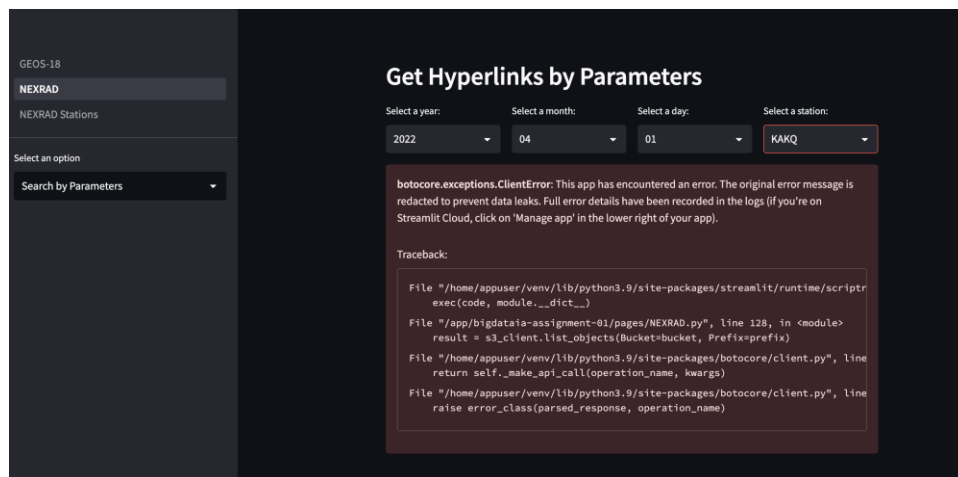 GEOS-18
NEXRAD
NEXRAD Stations
Select an option
Search by Parameters
Get Hyperlinks by Parameters
Select a year:
Select a month:
Select a day:
Select a station:
2022
04
01
KAKQ
botocore.exceptions.ClientError: This app has encountered an error. The original error message is
redacted to prevent data leaks. Full error details have been recorded in the logs (if you're on
Streamlit Cloud, click on 'Manage app' in the lower right of your app).
Traceback:
File "/home/appuser/venv/lib/python3.9/site-packages/streamlit/runtime/scriptr
exec(code, module.__dict__)
File "/app/bigdataia-assignment-01/pages/NEXRAD.py", line 128, in <module>
result = s3_client.list_objects(Bucket=bucket, Prefix=prefix)
File "/home/appuser/venv/lib/python3.9/site-packages/botocore/client.py", line
return self._make_api_call(operation_name, kwargs)
File "/home/appuser/venv/lib/python3.9/site-packages/botocore/client.py", line
raise error_class(parsed_response, operation_name)